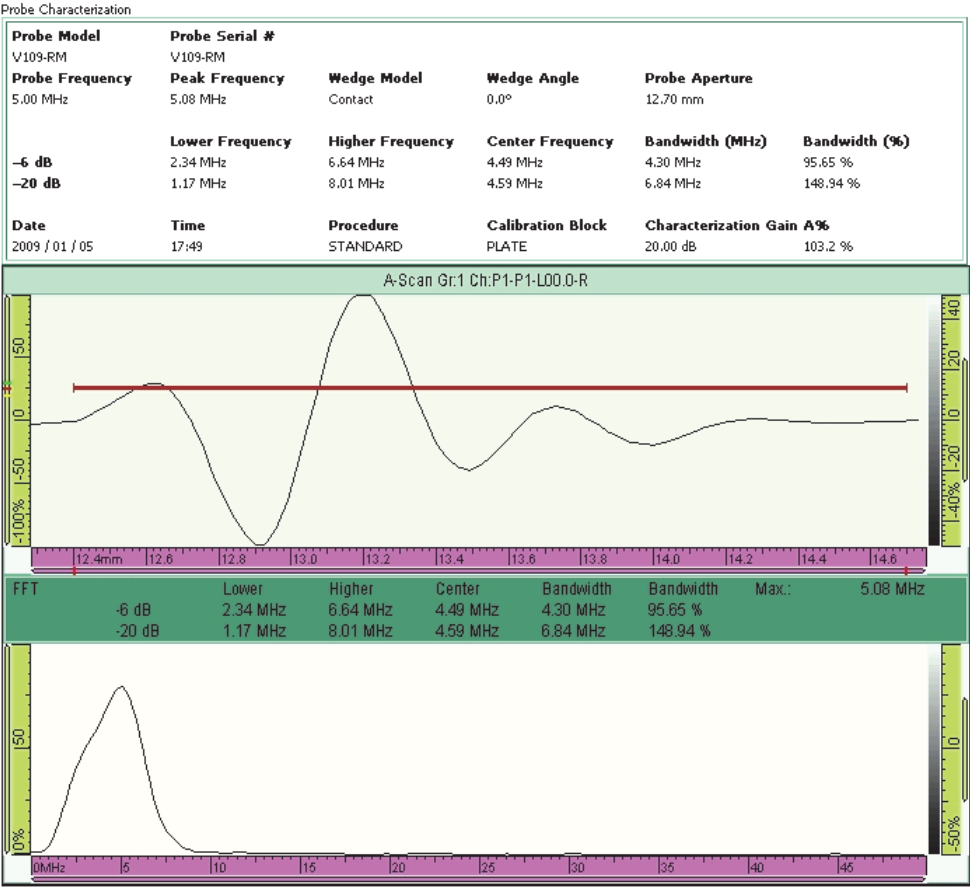 Probe Characterization
Probe Model Probe Serial #
V109-RM V109-RM
Probe Frequency Peak Frequency Wedge Model Wedge Angle Probe Aperture
5.00 MHz 5.08 MHz Contact 0.0º 12.70 mm
Lower Frequency Higher Frequency Center Frequency Bandwidth (MHz) Bandwidth (%)
–6 dB 2.34 MHz 6.64 MHz 4.49 MHz 4.30 MHz 95.65 %
–20 dB 1.17 MHz 8.01 MHz 4.59 MHz 6.84 MHz 148.94 %
Date Time Procedure Calibration Block Characterization Gain A%
2009 / 01 / 05 17:49 STANDARD PLATE 20.00 dB 103.2 %
A-Scan Gr:1 Ch:P1-P1-L00.0-R
50
0
-50
-100%
40
20
0
-20
-40%
12.4mm 12.6 12.8 13.0 13.2 13.4 13.6 13.8 14.0 14.2 14.4 14.6
FFT Lower Higher Center Bandwidth Bandwidth Max.: 5.08 MHz
-6 dB 2.34 MHz 6.64 MHz 4.49 MHz 4.30 MHz 95.65 %
-20 dB 1.17 MHz 8.01 MHz 4.59 MHz 6.84 MHz 148.94 %
50
0%
0
-50%
0MHz 5 10 15 20 25 30 35 40 45